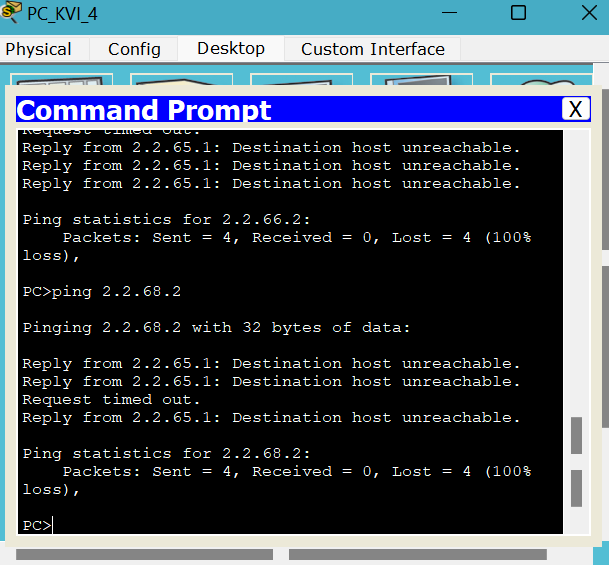 PC_KVI_4
Physical Config Desktop Custom Interface
Command Prompt X
Request timed out.
Reply from 2.2.65.1: Destination host unreachable.
Reply from 2.2.65.1: Destination host unreachable.
Reply from 2.2.65.1: Destination host unreachable.
Ping statistics for 2.2.66.2:
Packets: Sent = 4, Received = 0, Lost = 4 (100%
loss),
PC>ping 2.2.68.2
Pinging 2.2.68.2 with 32 bytes of data:
Reply from 2.2.65.1: Destination host unreachable.
Reply from 2.2.65.1: Destination host unreachable.
Request timed out.
Reply from 2.2.65.1: Destination host unreachable.
Ping statistics for 2.2.68.2:
Packets: Sent = 4, Received = 0, Lost = 4 (100%
loss),
PC>